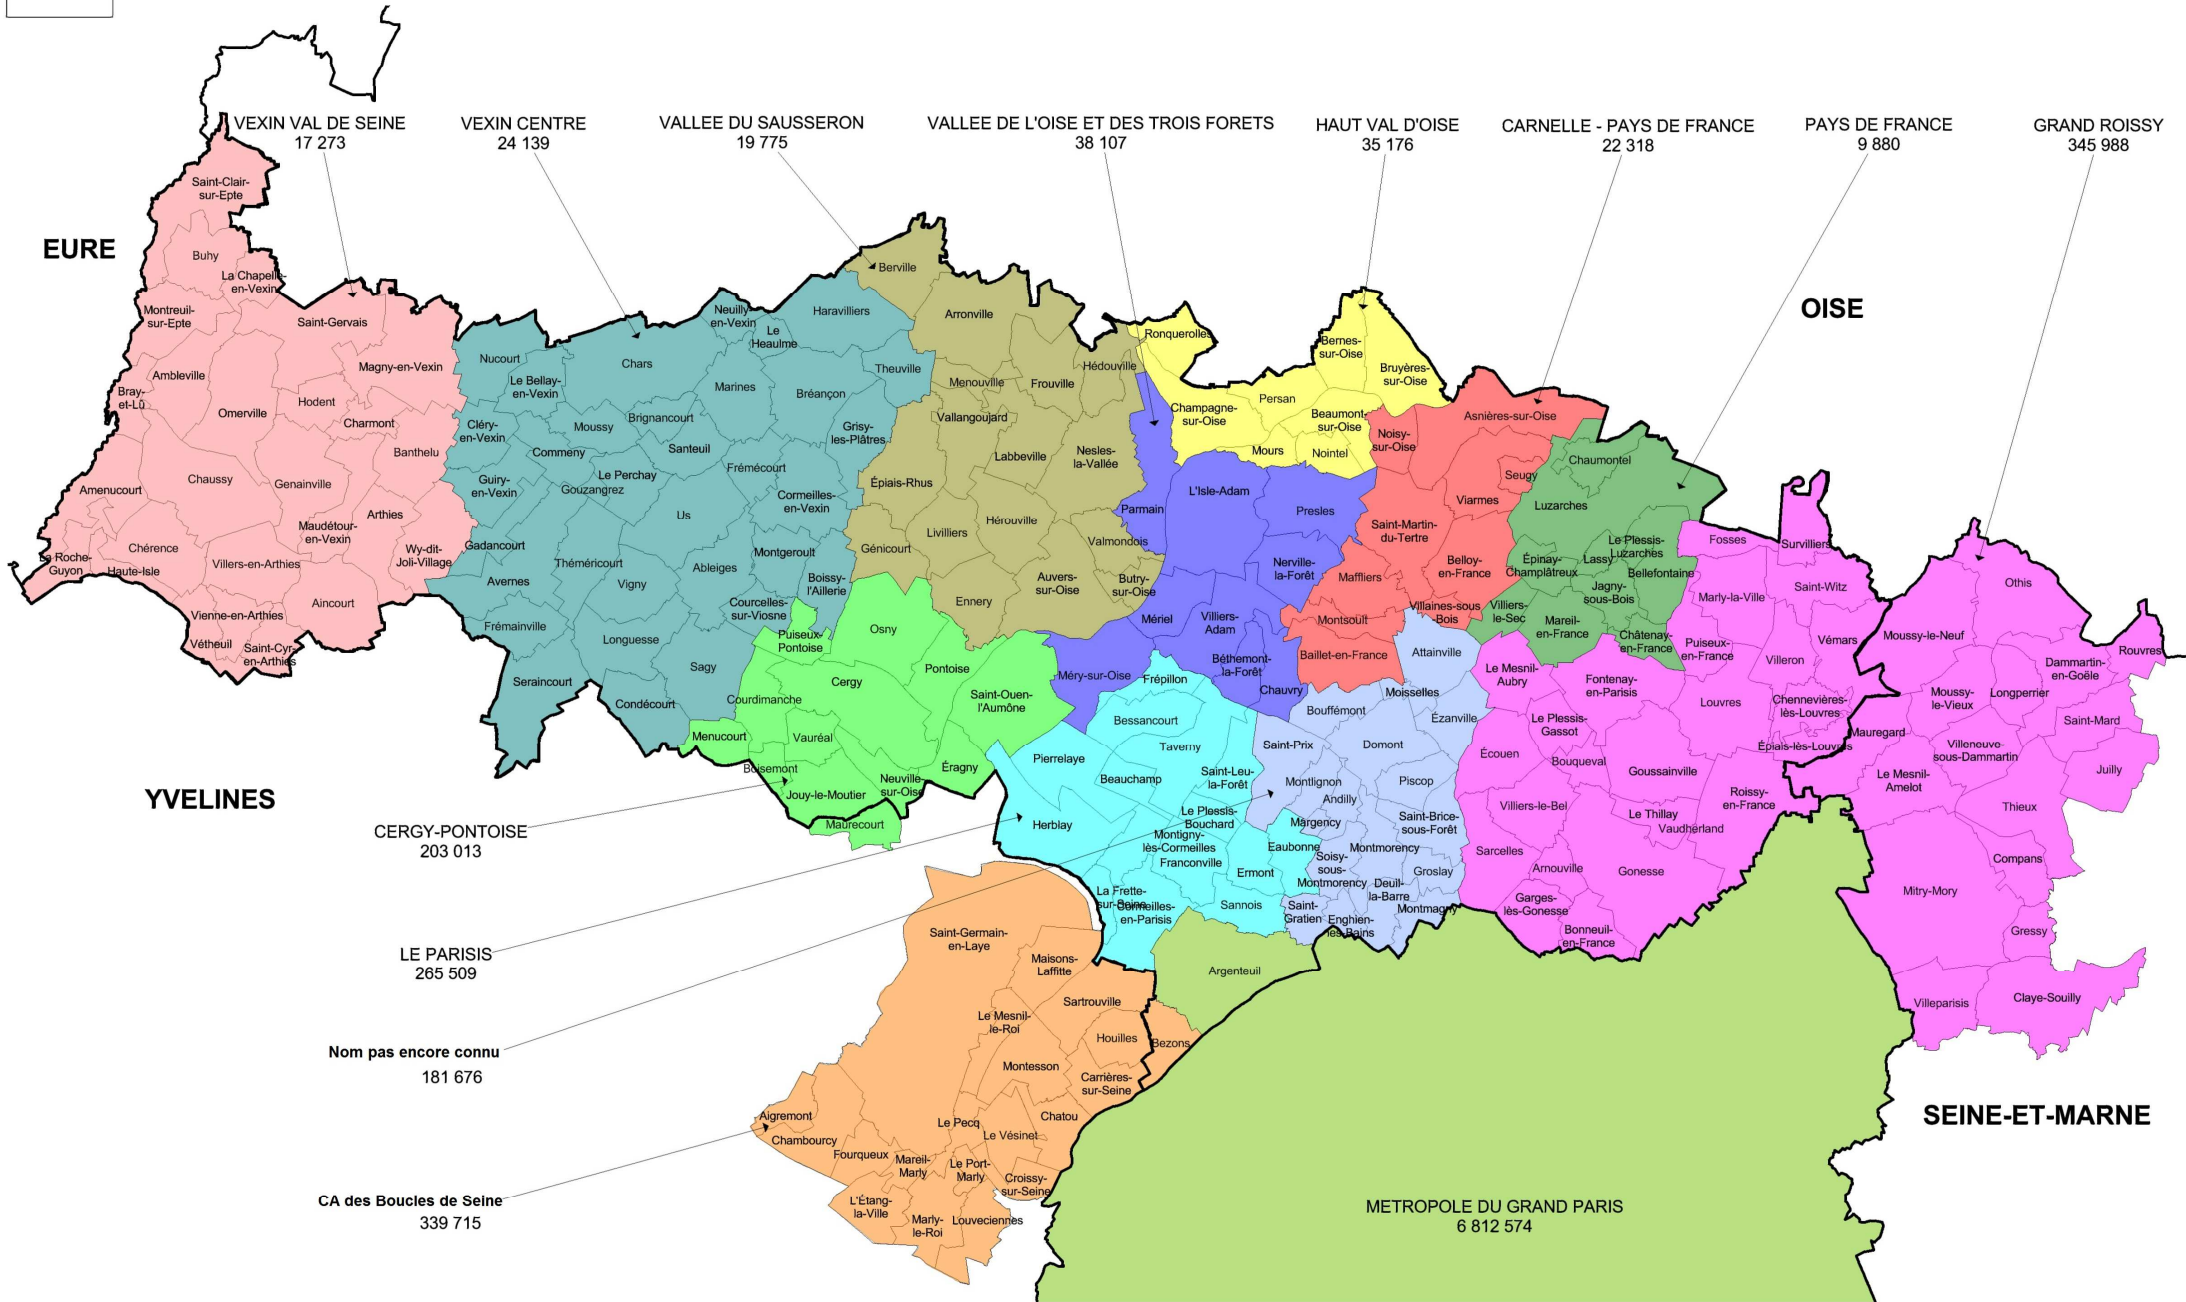 VEXIN VAL DE SEINE
17 273
VEXIN CENTRE
24 139
VALLEE DU SAUSSERON
19 775
VALLEE DE L'OISE ET DES TROIS FORETS
38 107
HAUT VAL D'OISE
35 176
CARNELLE - PAYS DE FRANCE
22 318
PAYS DE FRANCE
9 880
GRAND ROISSY
345 988
EURE
OISE
YVELINES
SEINE-ET-MARNE
Saint-Clair-
sur-Epte
Buhy
La Chapelle-
en-Vexin
Montreuil-
sur-Epte
Saint-Gervais
Magny-en-Vexin
Ambleville
Bray-
et-Lû
Omerville
Hodent
Charmont
Banthelu
Chaussy
Genainville
Amenucourt
Maudétour-
en-Vexin
Arthies
Wy-dit-
Joli-Village
La Roche-
Guyon
Chérence
Haute-Isle
Villers-en-Arthies
Aincourt
Vienne-en-Arthies
Vétheuil
Saint-Cyr-
en-Arthies
Neuilly-
en-Vexin
Le
Heaulme
Haravilliers
Nucourt
Chars
Theuville
Le Bellay-
en-Vexin
Marines
Bréançon
Brignancourt
Moussy
Cléry-
en-Vexin
Grisy-
les-Plâtres
Santeuil
Commeny
Le Perchay
Frémécourt
Guiry-
en-Vexin
Gouzangrez
Cormeilles-
en-Vexin
Us
Gadancourt
Montgeroult
Théméricourt
Ableiges
Avernes
Vigny
Boissy-
l'Aillerie
Courcelles-
sur-Viosne
Frémainville
Longuesse
Sagy
Seraincourt
Condécourt
Berville
Arronville
Hédouville
Menouville
Frouville
Vallangoujard
Labbeville
Nesles-
la-Vallée
Épiais-Rhus
Livilliers
Hérouville
Valmondois
Génicourt
Auvers-
sur-Oise
Butry-
sur-Oise
Ennery
Ronquerolles
Bernes-
sur-Oise
Bruyères-
sur-Oise
Champagne-
sur-Oise
Persan
Beaumont-
sur-Oise
Mours
Nointel
Parmain
L'Isle-Adam
Presles
Nerville-
la-Forêt
Mériel
Villiers-
Adam
Béthemont-
la-Forêt
Chauvry
Méry-sur-Oise
Asnières-sur-Oise
Noisy-
sur-Oise
Seugy
Viarmes
Saint-Martin-
du-Tertre
Belloy-
en-France
Maffliers
Villaines-sous
-Bois
Montsoult
Baillet-en-France
Chaumontel
Luzarches
Le Plessis-
Luzarches
Lassy
Épinay-
Champlâtreux
Bellefontaine
Jagny-
sous-Bois
Villiers-
le-Sec
Mareil-
en-France
Châtenay-
en-France
Fosses
Survilliers
Saint-Witz
Marly-la-Ville
Puiseux-
en-France
Vémars
Villeron
Le Mesnil-
Aubry
Fontenay-
en-Parisis
Louvres
Chennevières-
lès-Louvres
Épiais-lès-Louvres
Le Plessis-
Gassot
Écouen
Bouqueval
Goussainville
Roissy-
en-France
Villiers-le-Bel
Le Thillay
Vaudherland
Sarcelles
Arnouville
Gonesse
Garges-
lès-Gonesse
Bonneuil-
en-France
Othis
Moussy-le-Neuf
Rouvres
Dammartin-
en-Goële
Moussy-
le-Vieux
Longperrier
Saint-Mard
Mauregard
Villeneuve-
sous-Dammartin
Juilly
Le Mesnil-
Amelot
Thieux
Compans
Mitry-Mory
Gressy
Villeparisis
Claye-Souilly
Puiseux-
Pontoise
Osny
Pontoise
Cergy
Saint-Ouen-
l'Aumône
Courdimanche
Menucourt
Vauréal
Boisemont
Éragny
Neuville-
sur-Oise
Jouy-le-Moutier
Maurecourt
Frépillon
Bessancourt
Pierrelaye
Taverny
Beauchamp
Saint-Leu-
la-Forêt
Le Plessis-
Bouchard
Herblay
Montigny-
lès-Cormeilles
Franconville
Eaubonne
Ermont
La Frette-
sur-Seine
Cormeilles-
en-Parisis
Sannois
Attainville
Moisselles
Bouffémont
Ézanville
Saint-Prix
Domont
Montlignon
Piscop
Andilly
Margency
Saint-Brice-
sous-Forêt
Soisy-
sous-
Montmorency
Montmorency
Groslay
Deuil-
la-Barre
Saint-
Gratien
Enghien-
les-Bains
Montmagny
Argenteuil
Bezons
Saint-Germain-
en-Laye
Maisons-
Laffitte
Sartrouville
Le Mesnil-
le-Roi
Houilles
Montesson
Carrières-
sur-Seine
Chatou
Aigremont
Le Pecq
Le Vésinet
Chambourcy
Fourqueux
Mareil-
Marly
Le Port-
Marly
Croissy-
sur-Seine
L'Étang-
la-Ville
Marly-
le-Roi
Louveciennes
CERGY-PONTOISE
203 013
LE PARISIS
265 509
Nom pas encore connu
181 676
CA des Boucles de Seine
339 715
METROPOLE DU GRAND PARIS
6 812 574